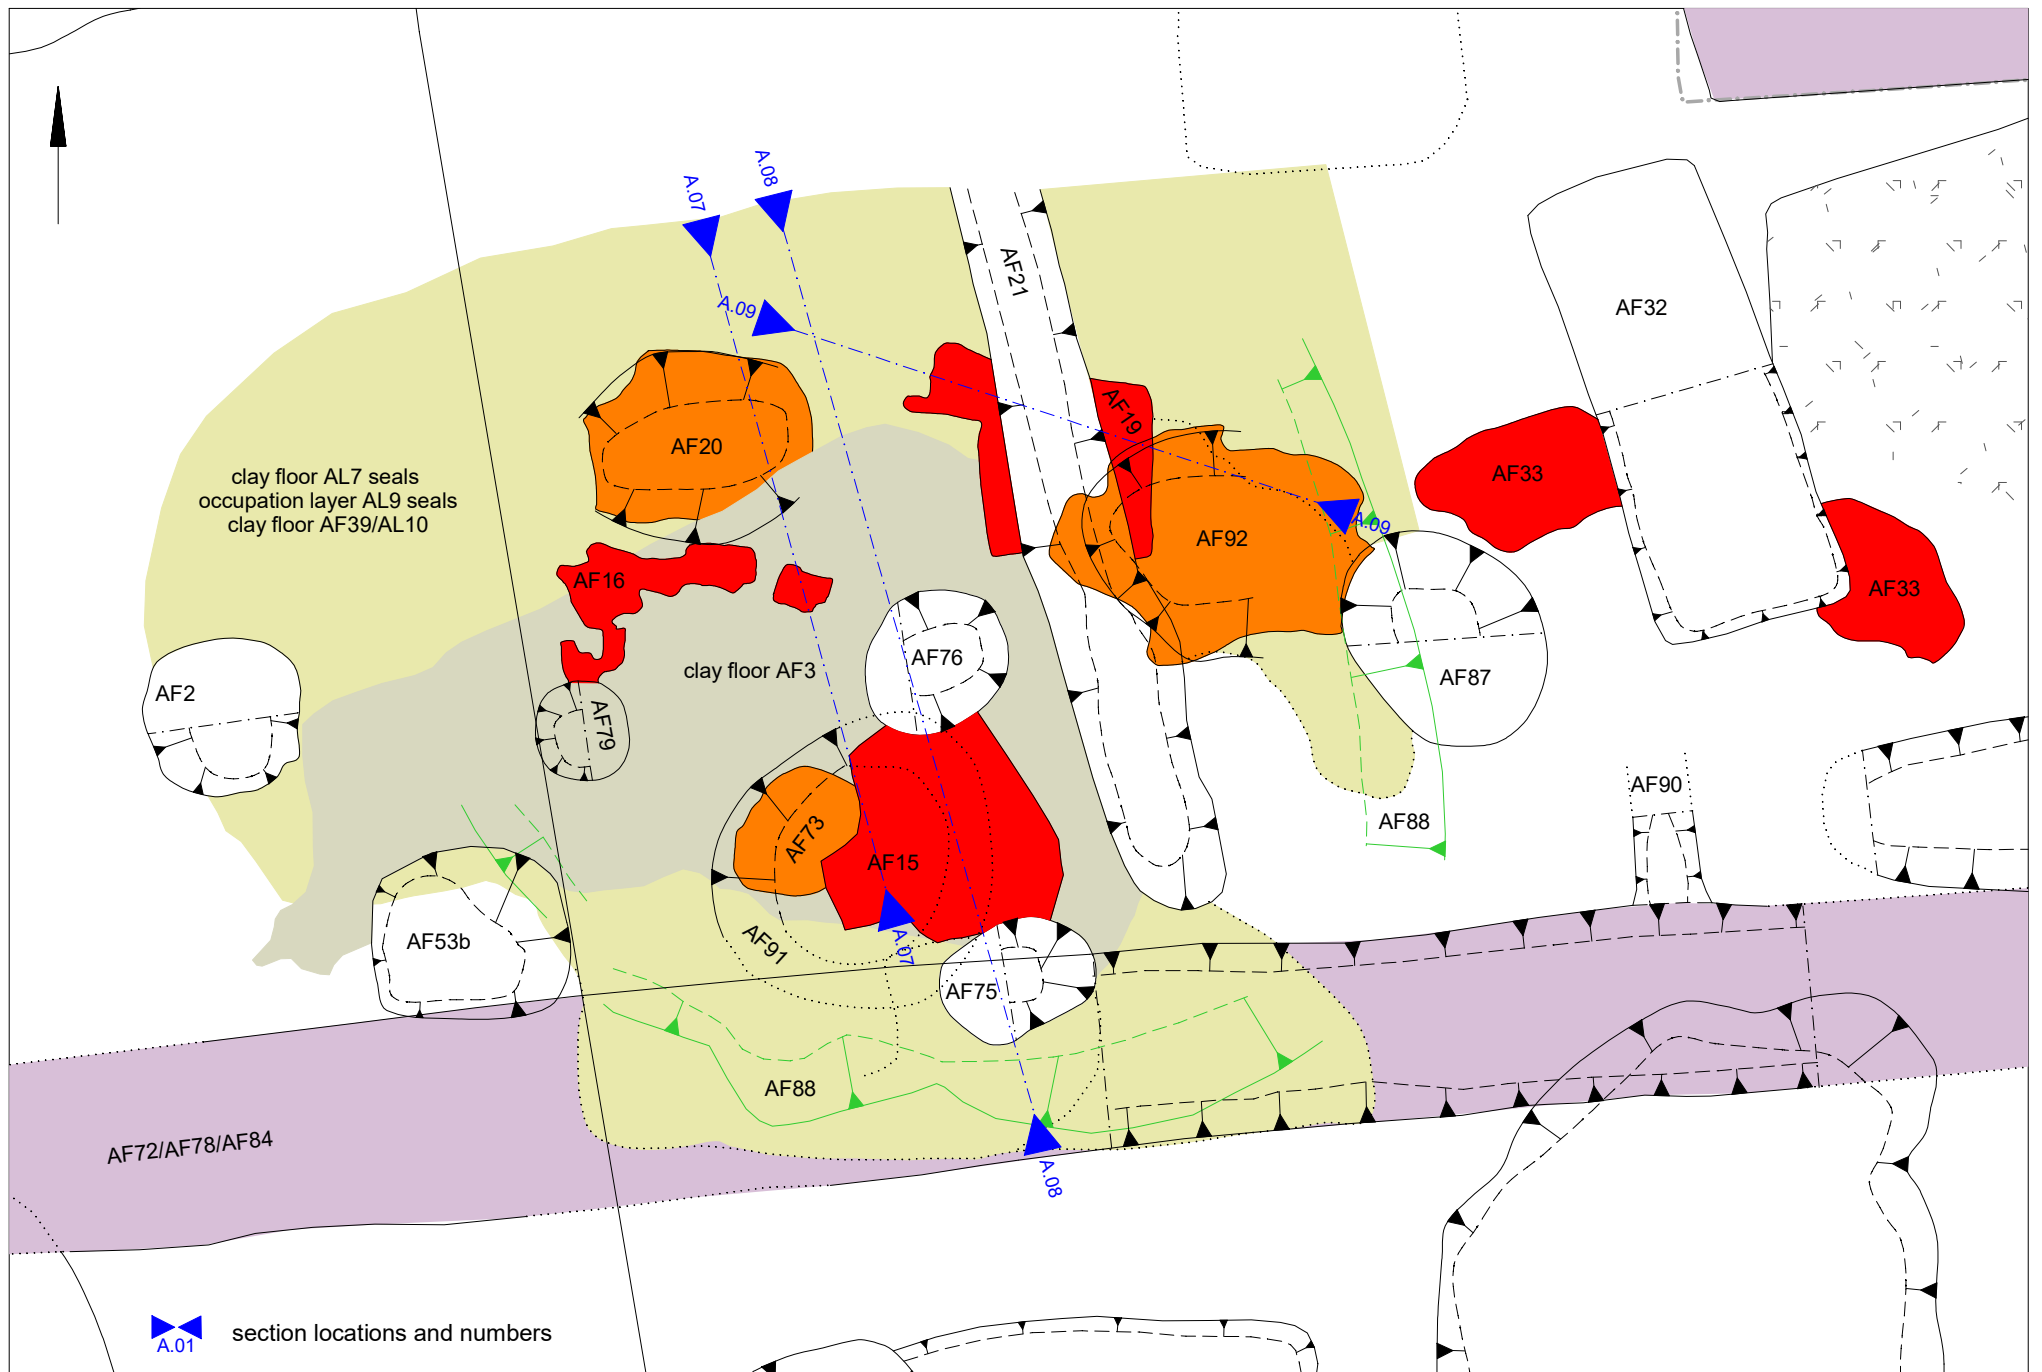 A.08
A.07
AF21
A.09
AF32
AF19
AF20
clay floor AL7 seals
occupation layer AL9 seals
clay floor AF39/AL10
AF33
A.09
AF92
AF16
AF33
AF76
clay floor AF3
AF2
AF87
AF79
AF90
AF73
AF88
AF15
AF53b
AF91
A.07
AF75
AF88
AF72/AF78/AF84
A.08
A.01
section locations and numbers